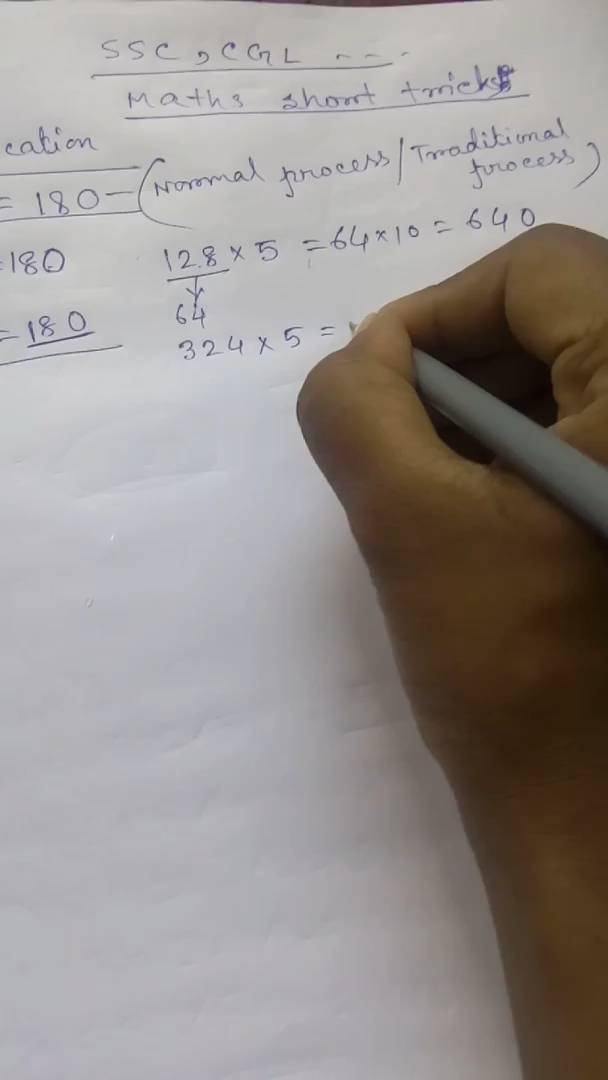 SSC, CGL ----
Maths short tricks
cation
= 180 - (Normal process / Traditional process)
=180
128 × 5 = 64 × 10 = 640
64
= 180
324 × 5 =